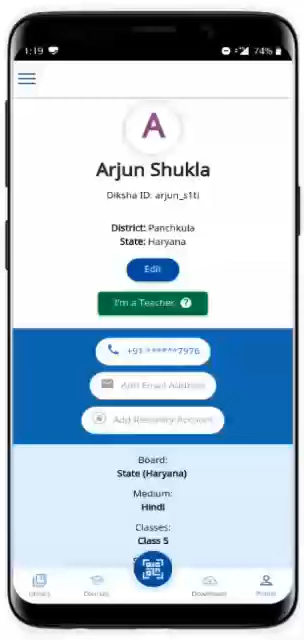 1:19
74%
A
Arjun Shukla
Diksha ID: arjun_s1tl
District: Panchkula
State: Haryana
Edit
I'm a Teacher ?
+91 ******7976
Add Email Address
Add Recovery Account
Board:
State (Haryana)
Medium:
Hindi
Classes:
Class 5
Library
Courses
Downloads
Profile